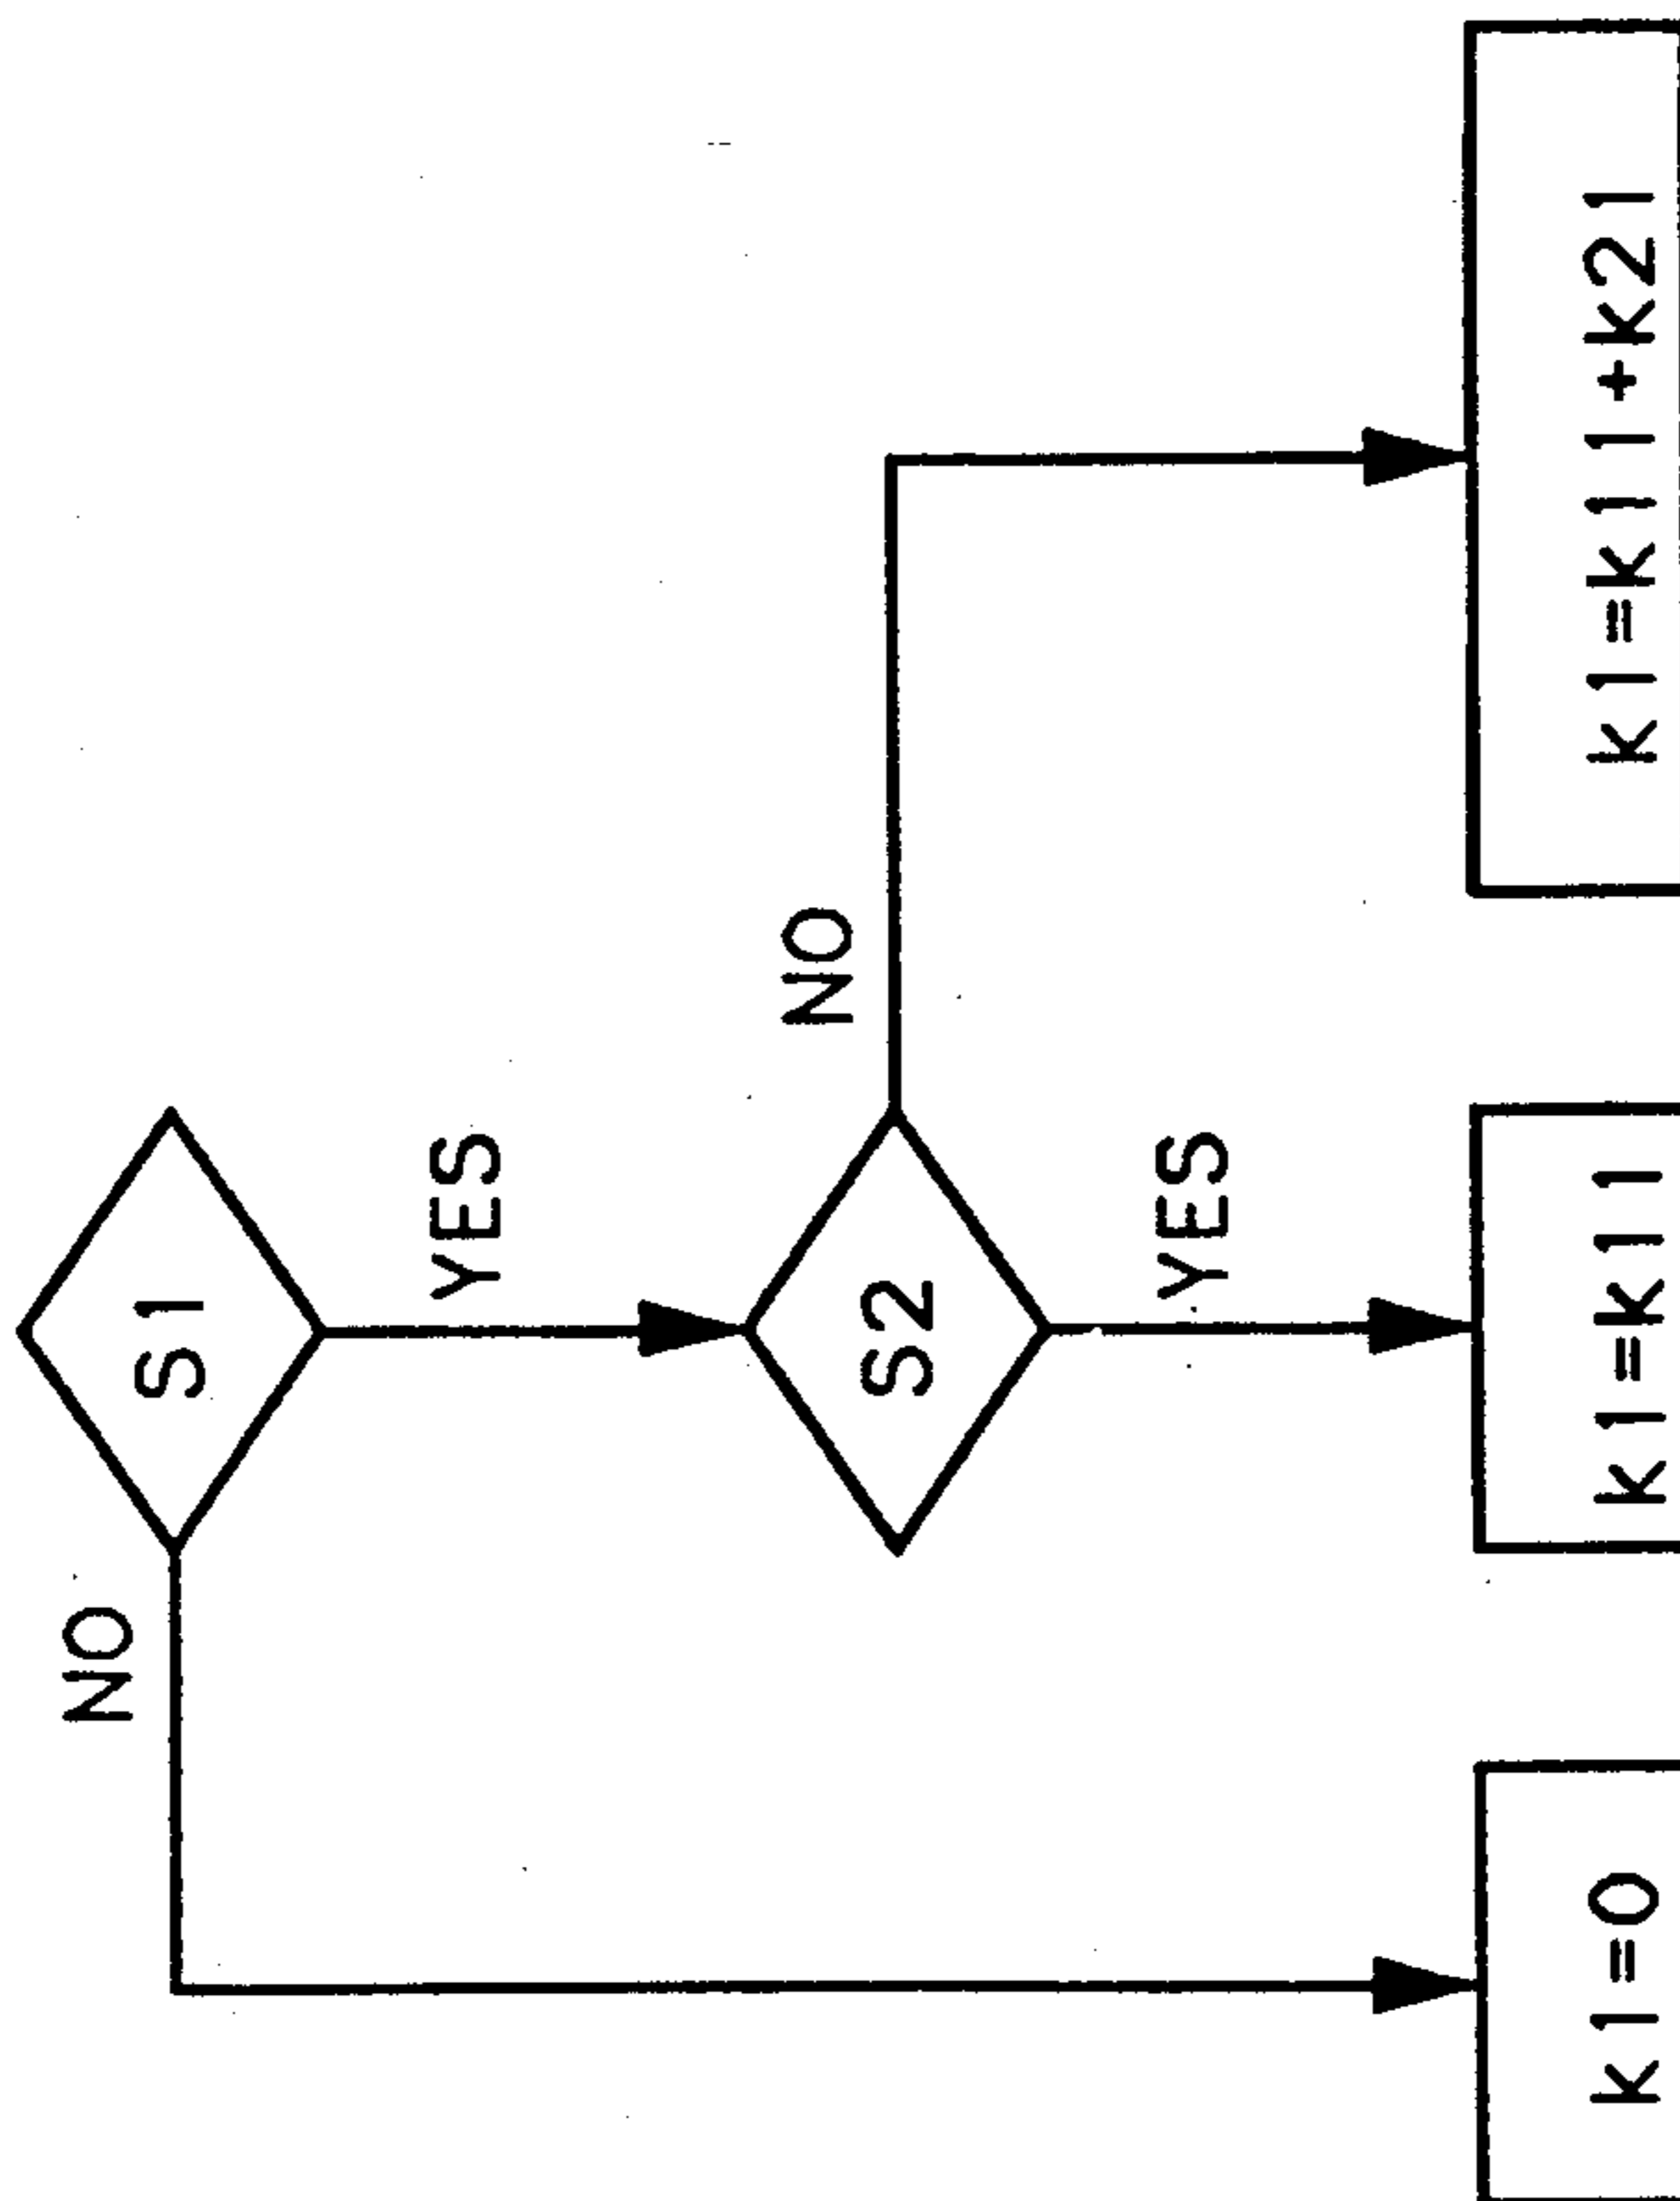 S1
NO
YES
S2
NO
YES
k1=0
k1=k11
k1=k11+k21